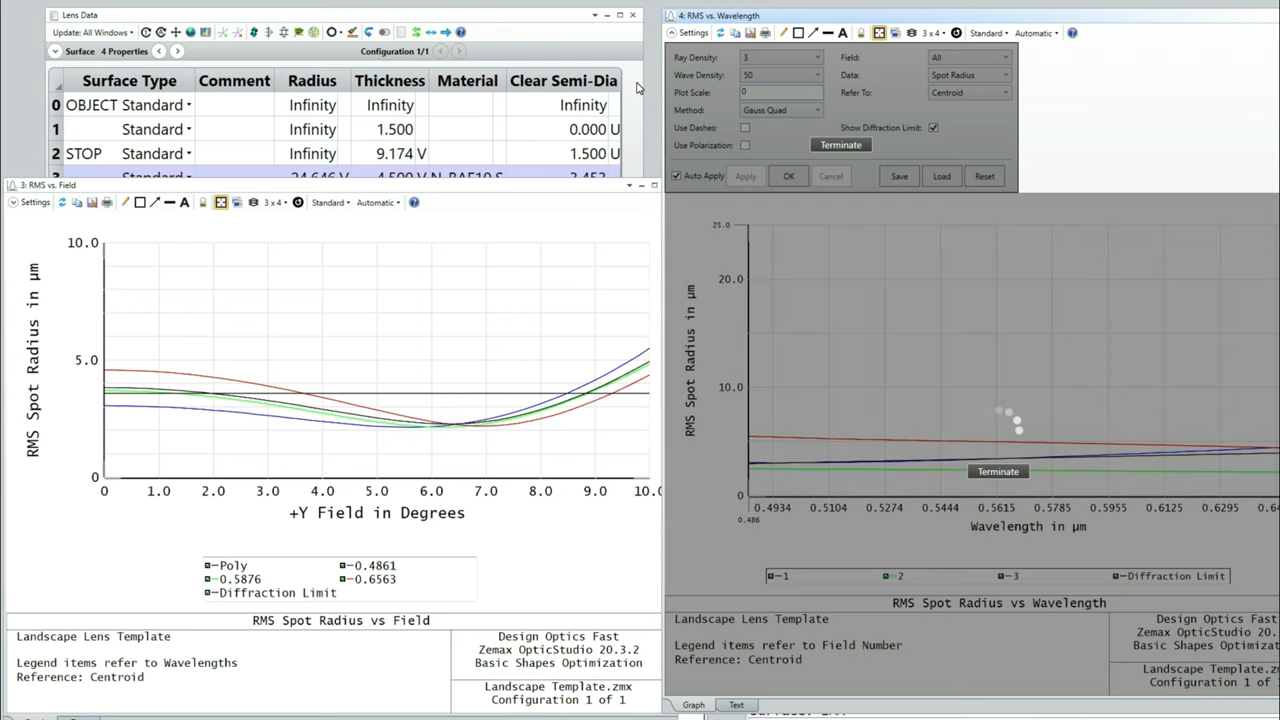 Lens Data
Update: All Windows
Surface 4 Properties
Configuration 1/1
Surface Type Comment Radius Thickness Material Clear Semi-Dia
0 OBJECT Standard Infinity Infinity Infinity
1 Standard Infinity 1.500 0.000 U
2 STOP Standard Infinity 9.174 V 1.500 U
3: RMS vs. Field
Settings
3 x 4
Standard
Automatic
10.0
5.0
0
RMS Spot Radius in µm
0 1.0 2.0 3.0 4.0 5.0 6.0 7.0 8.0 9.0 10.0
+Y Field in Degrees
Poly 0.4861
0.5876 0.6563
Diffraction Limit
RMS Spot Radius vs Field
Landscape Lens Template
Legend items refer to Wavelengths
Reference: Centroid
Design Optics Fast
Zemax OpticStudio 20.3.2
Basic Shapes Optimization
Landscape Template.zmx
Configuration 1 of 1
4: RMS vs. Wavelength
Settings
3 x 4
Standard
Automatic
Ray Density: 3 Field: All
Wave Density: 50 Data: Spot Radius
Plot Scale: 0 Refer To: Centroid
Method: Gauss Quad
Use Dashes: Show Diffraction Limit:
Use Polarization:
Terminate
Auto Apply Apply OK Cancel Save Load Reset
25.0
20.0
10.0
0
RMS Spot Radius in µm
Terminate
0.4934 0.5104 0.5274 0.5444 0.5615 0.5785 0.5955 0.6125 0.6295
0.486
Wavelength in µm
1 2 3 Diffraction Limit
RMS Spot Radius vs Wavelength
Landscape Lens Template
Legend items refer to Field Number
Reference: Centroid
Design Opti
Zemax OpticStudio 20.
Basic Shapes Optimi
Landscape Templat
Configuration 1 o
Graph Text